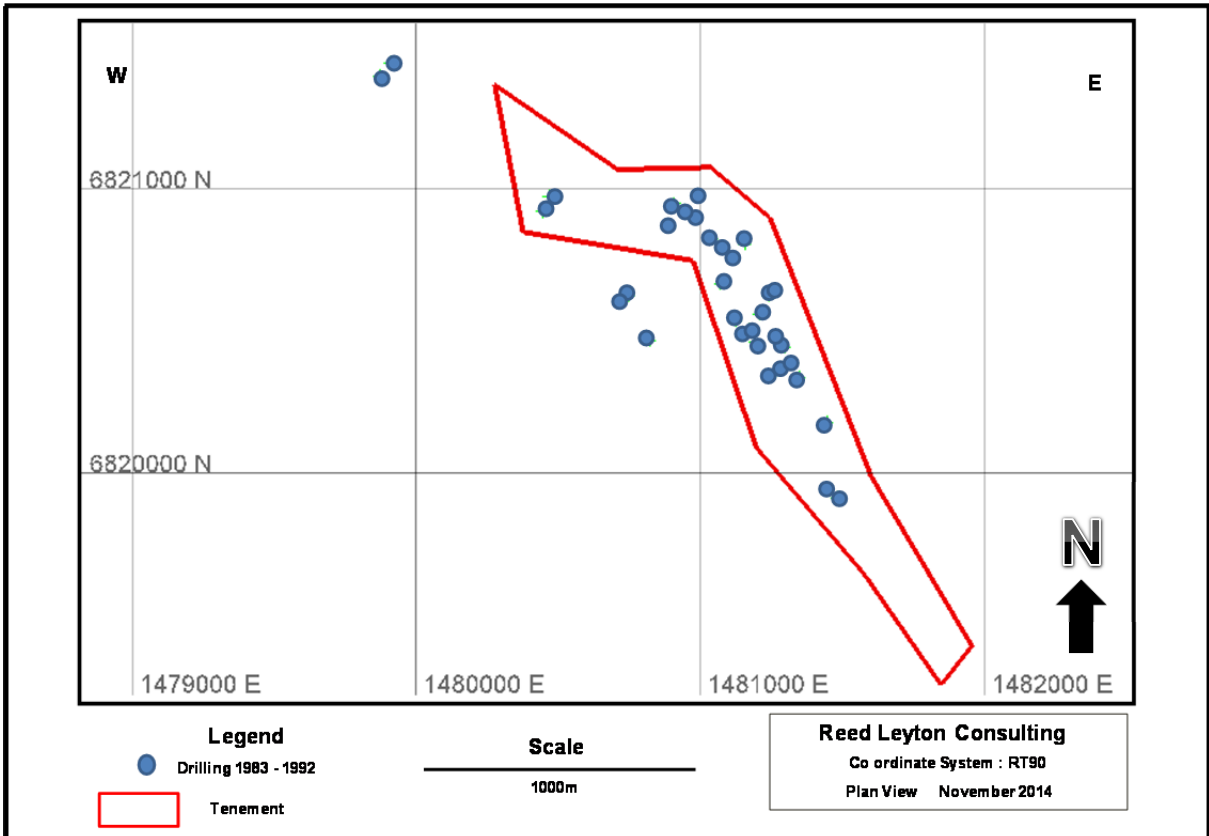 W
E
6821000 N
6820000 N
N
1479000 E
1480000 E
1481000 E
1482000 E
Legend
Drilling 1983 - 1992
Tenement
Scale
1000m
Reed Leyton Consulting
Co ordinate System : RT90
Plan View November 2014